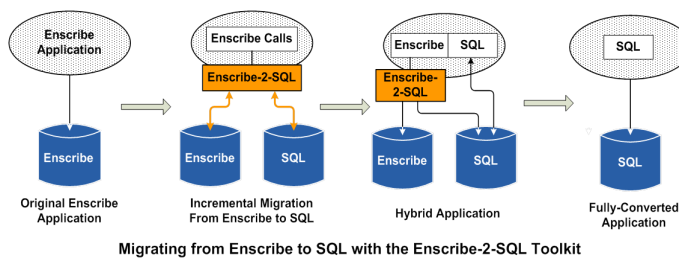 Enscribe
Application
Enscribe
Original Enscribe
Application
Enscribe Calls
Enscribe-2-SQL
Enscribe
SQL
Incremental Migration
From Enscribe to SQL
Enscribe
SQL
Enscribe-
2-SQL
Enscribe
SQL
Hybrid Application
SQL
SQL
Fully-Converted
Application
Migrating from Enscribe to SQL with the Enscribe-2-SQL Toolkit